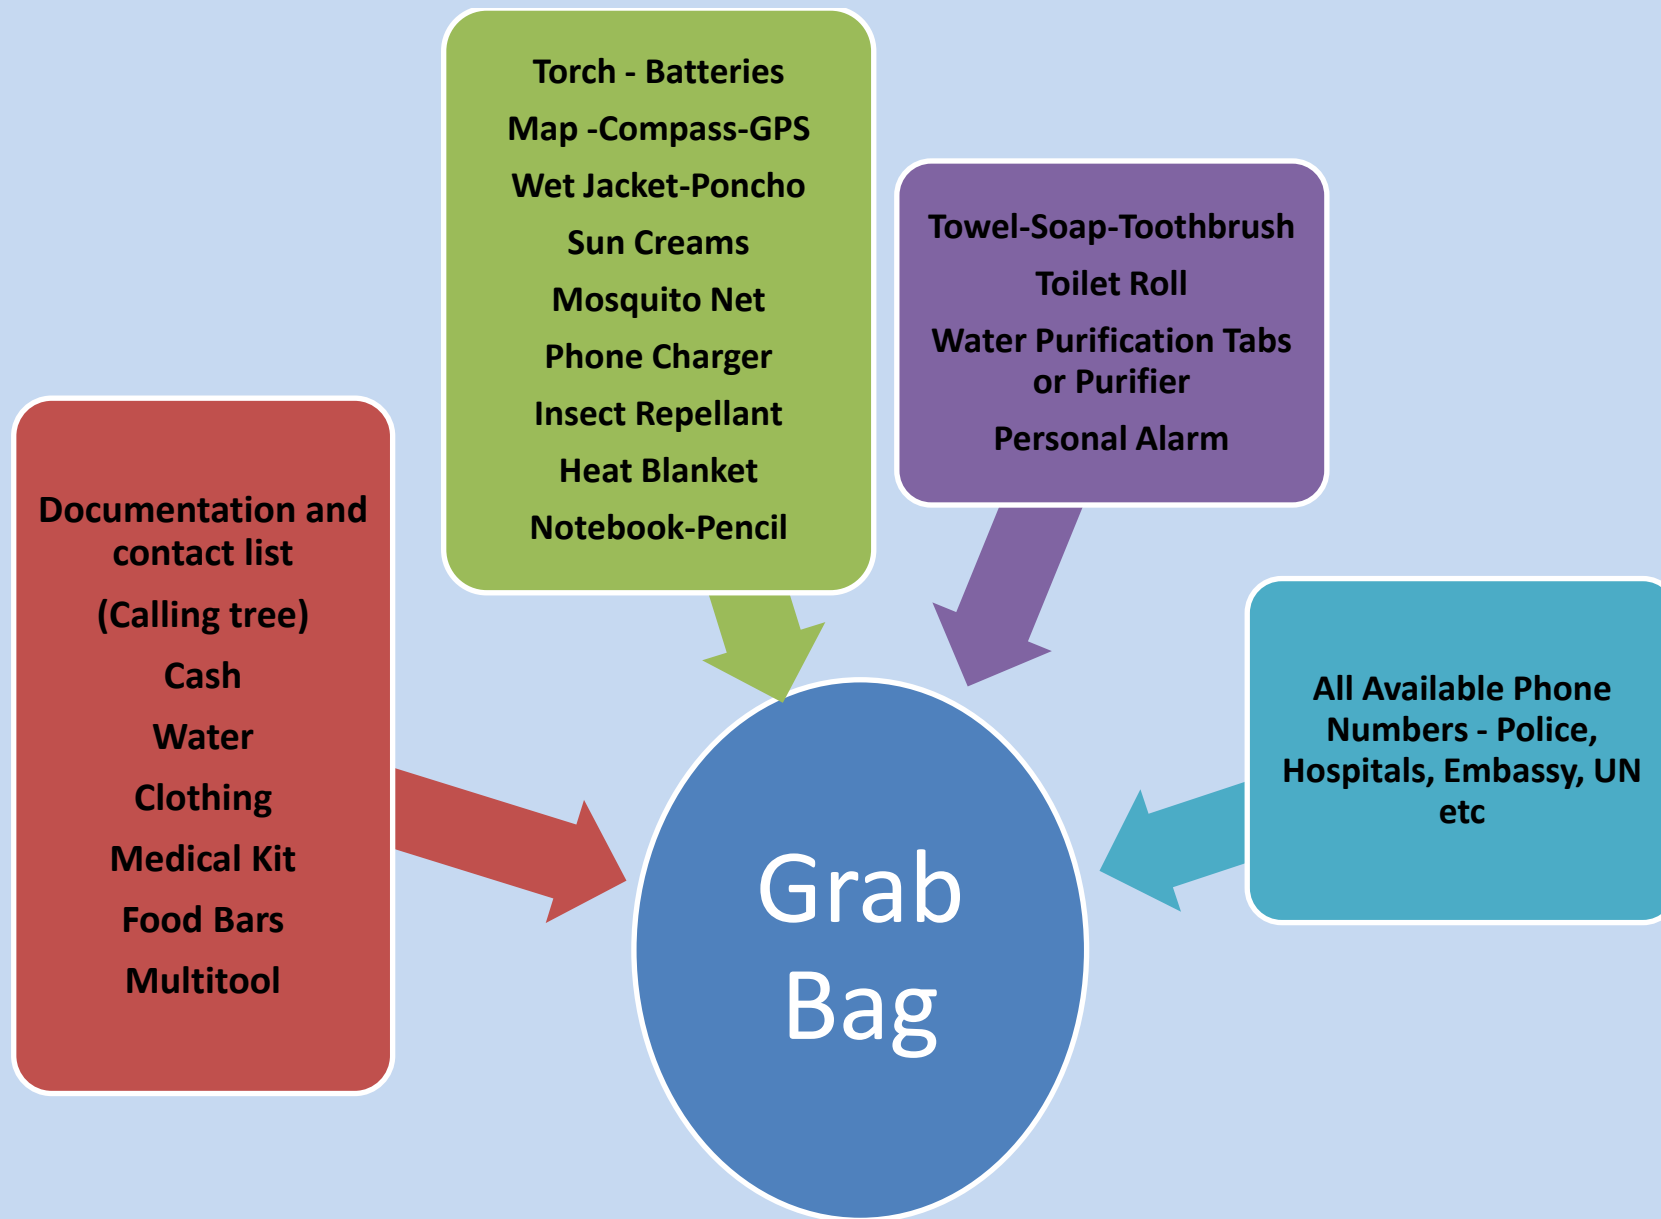 Torch - Batteries
Map -Compass-GPS
Wet Jacket-Poncho
Sun Creams
Mosquito Net
Phone Charger
Insect Repellant
Heat Blanket
Notebook-Pencil
Towel-Soap-Toothbrush
Toilet Roll
Water Purification Tabs
or Purifier
Personal Alarm
Documentation and
contact list
(Calling tree)
Cash
Water
Clothing
Medical Kit
Food Bars
Multitool
All Available Phone
Numbers - Police,
Hospitals, Embassy, UN
etc
Grab
Bag